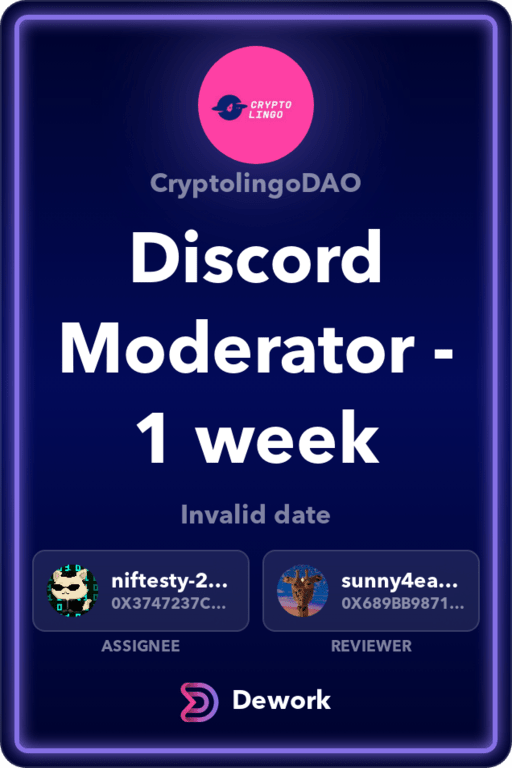 CRYPTO
LINGO
CryptolingoDAO
Discord
Moderator -
1 week
Invalid date
niftesty-2...
0X3747237C...
sunny4ea...
0X689BB9871...
ASSIGNEE
REVIEWER
Dework